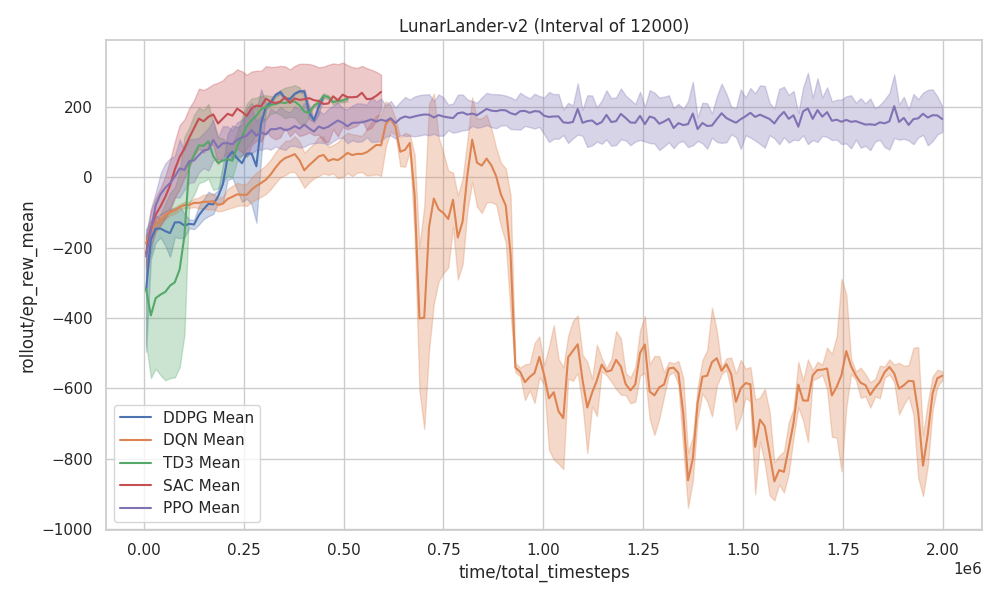 LunarLander-v2 (Interval of 12000)
rollout/ep_rew_mean
200
0
−200
−400
−600
−800
−1000
DDPG Mean
DQN Mean
TD3 Mean
SAC Mean
PPO Mean
0.00 0.25 0.50 0.75 1.00 1.25 1.50 1.75 2.00
1e6
time/total_timesteps